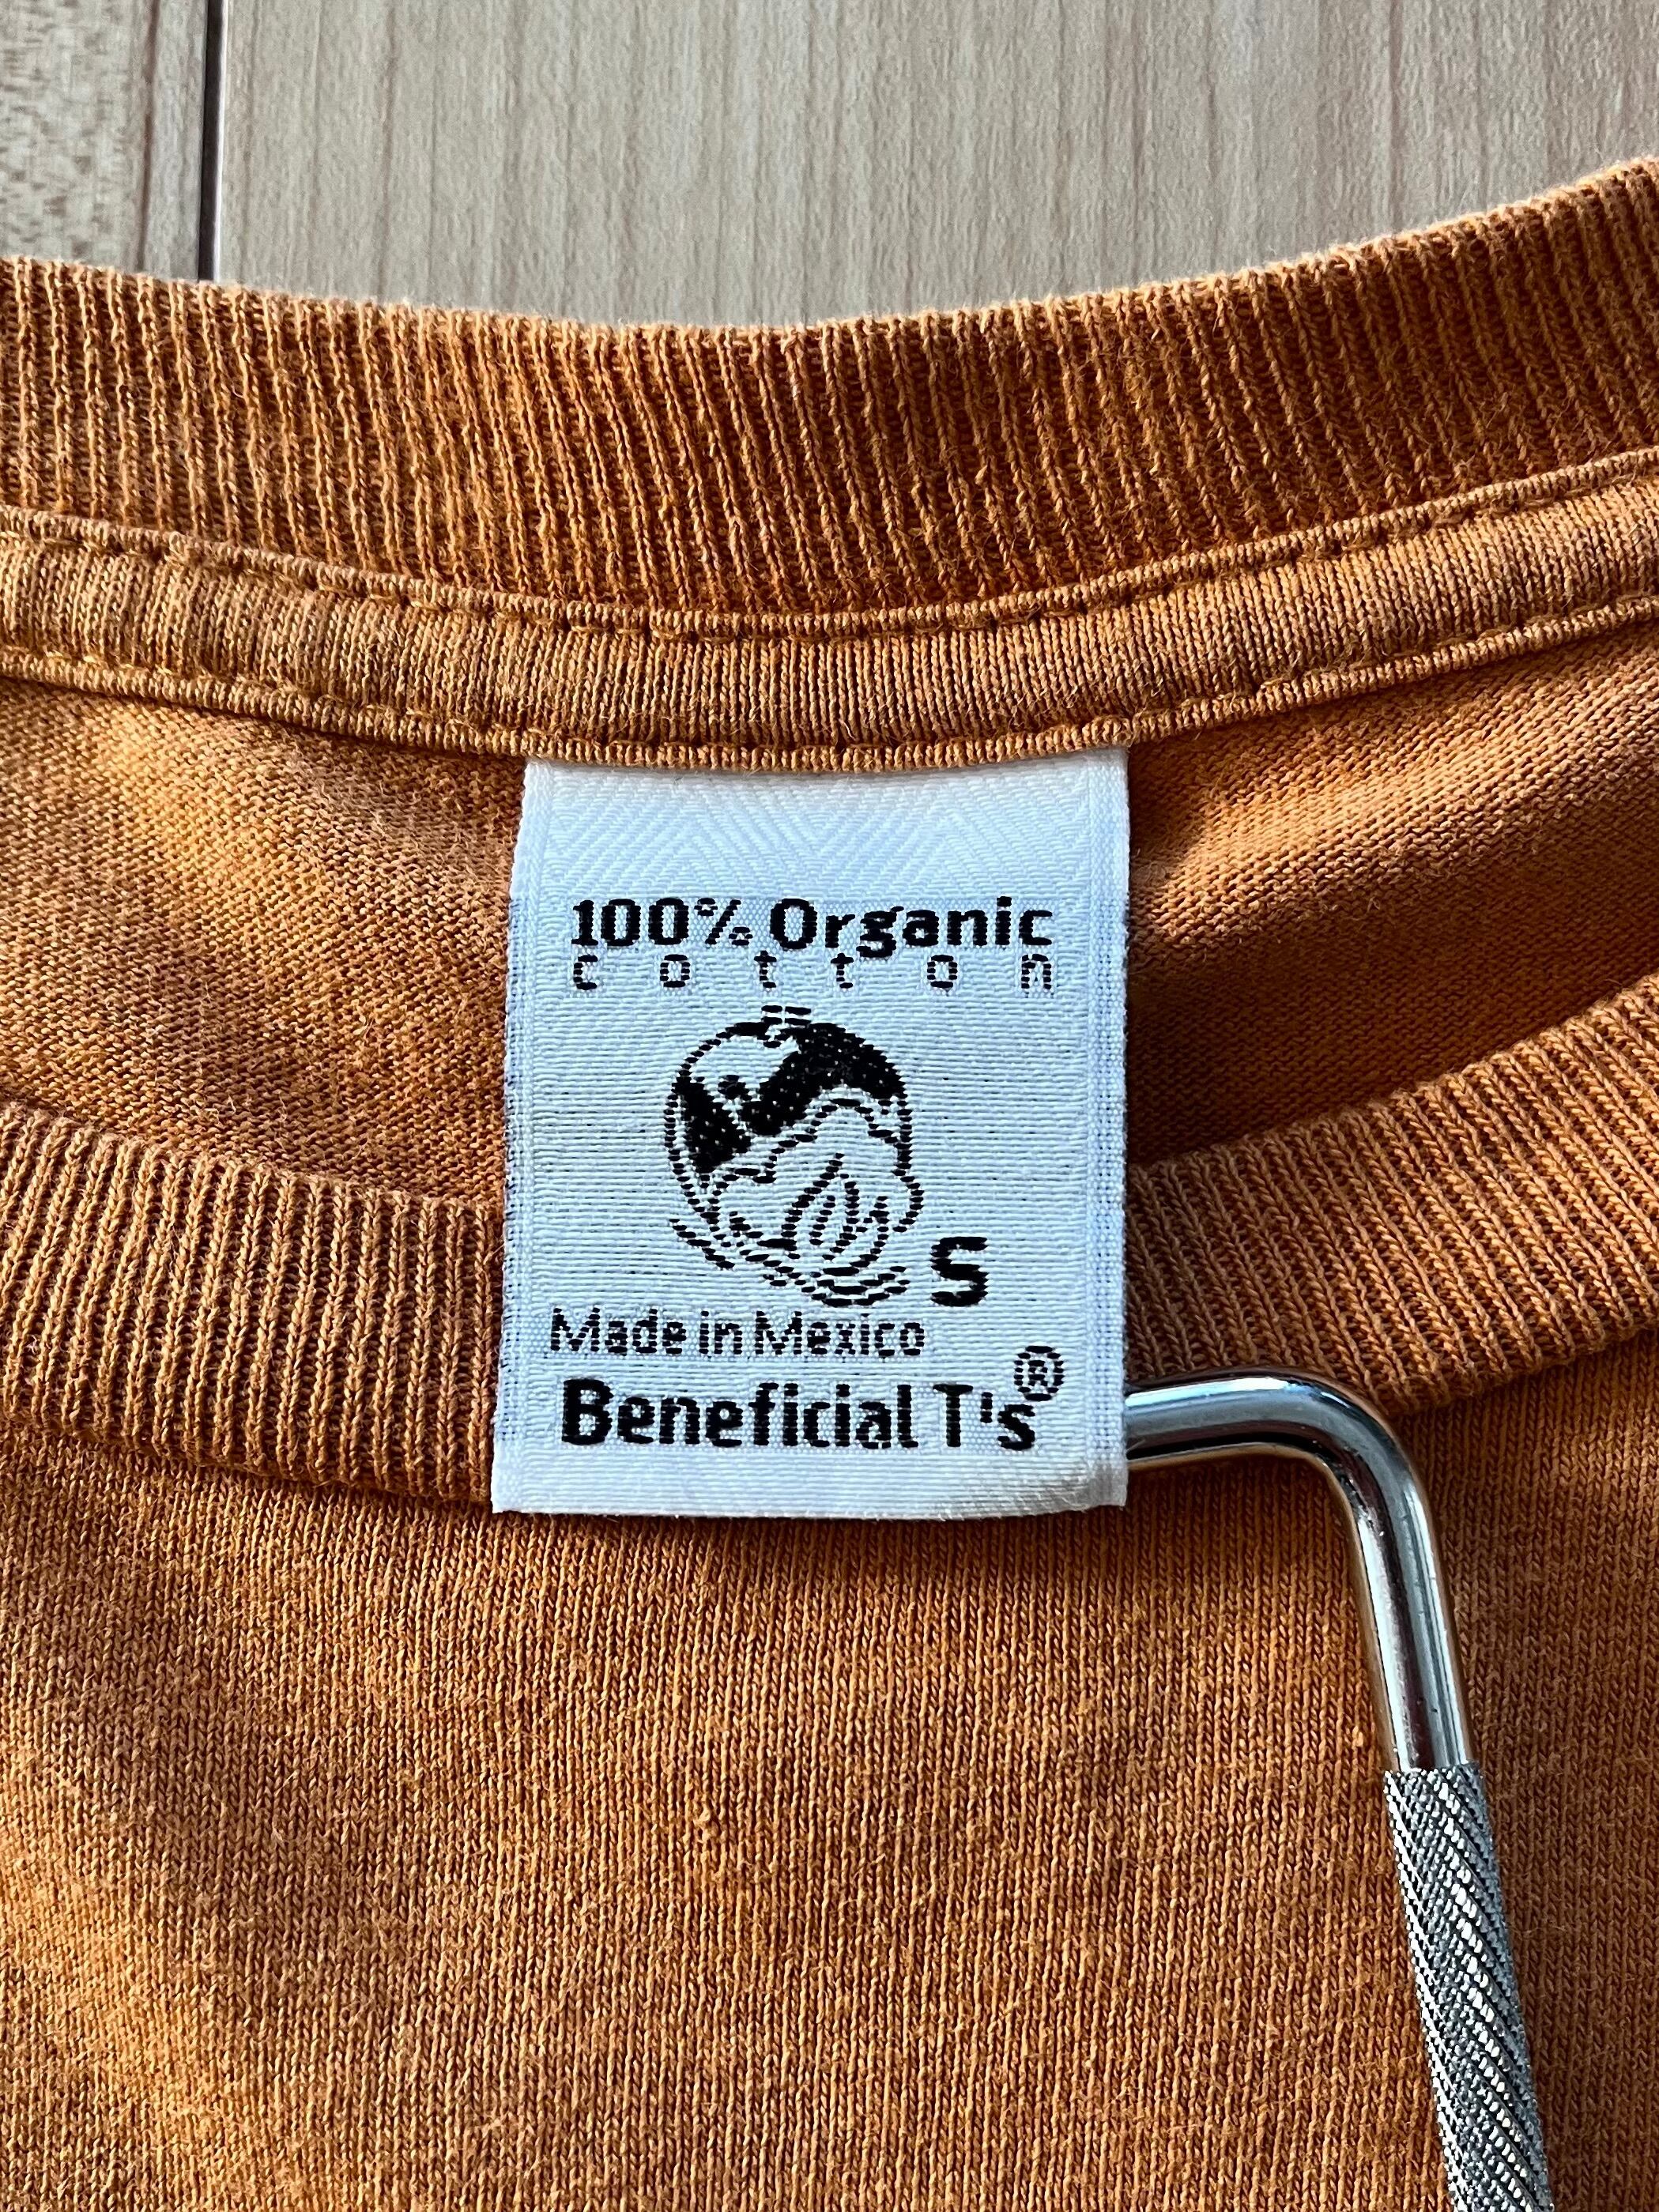 100% Organic
cotton
S
Made in Mexico
Beneficial T's®